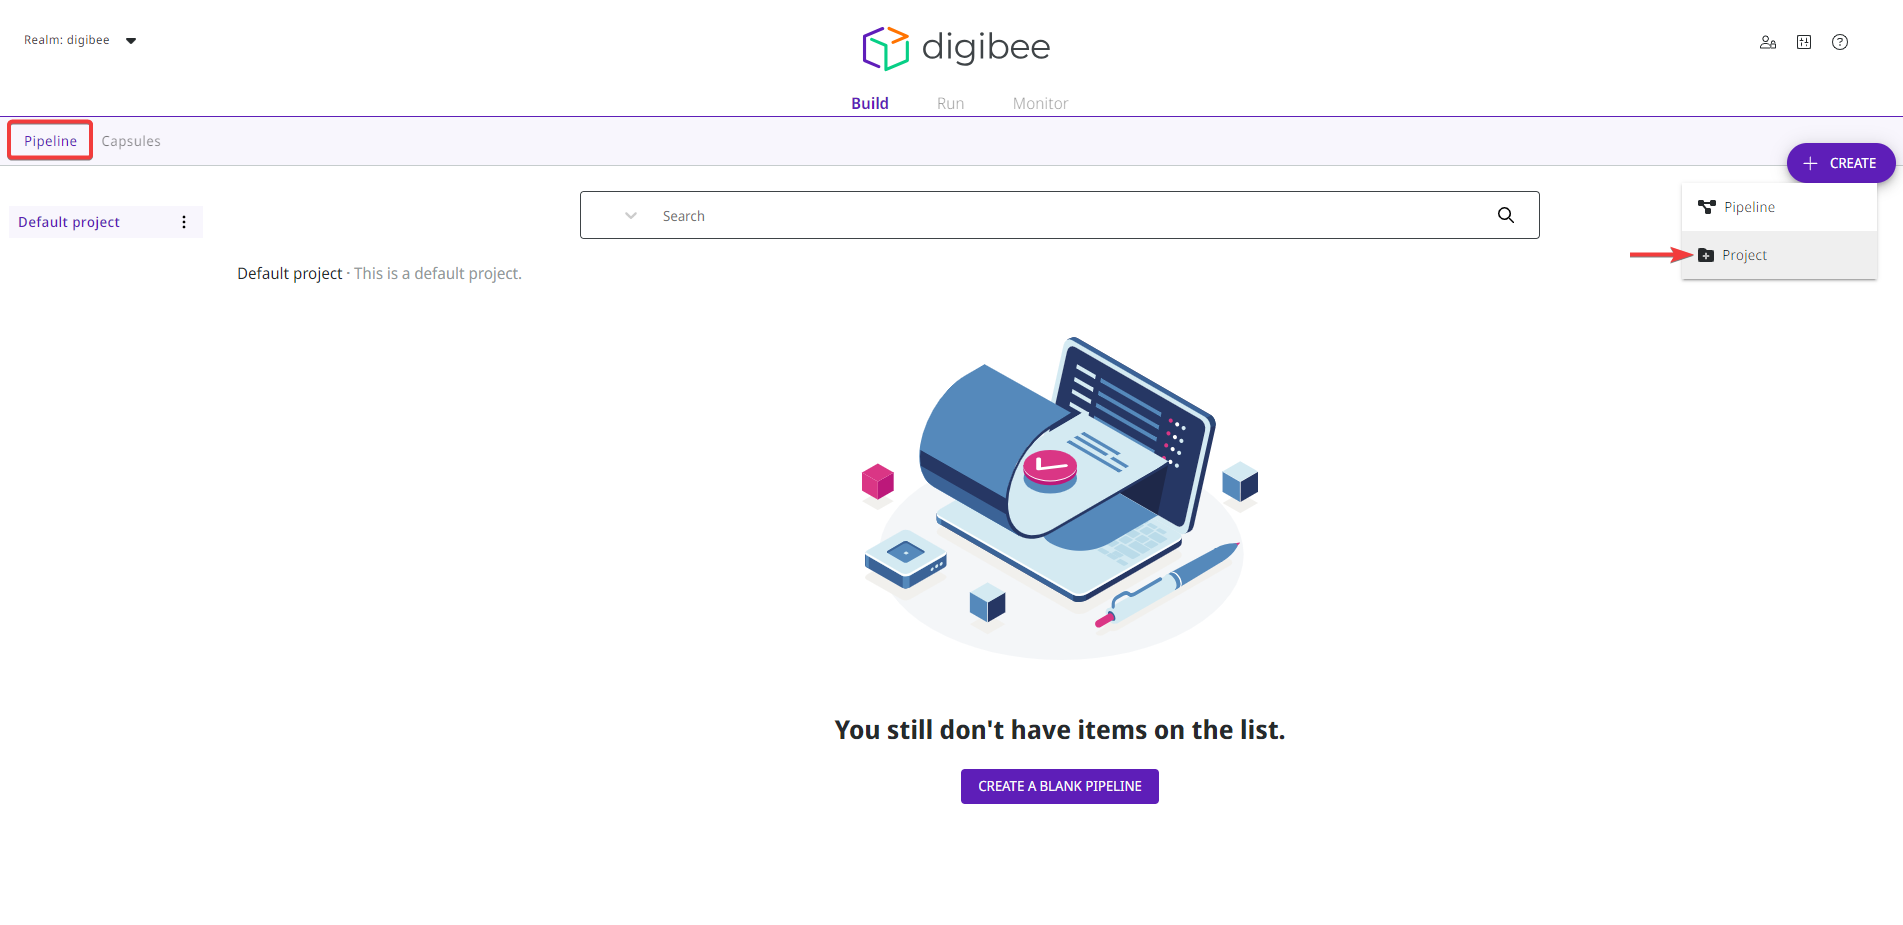 Realm: digibee
digibee
Build Run Monitor
Pipeline Capsules
CREATE
Pipeline
Project
Default project
Search
Default project · This is a default project.
You still don't have items on the list.
CREATE A BLANK PIPELINE